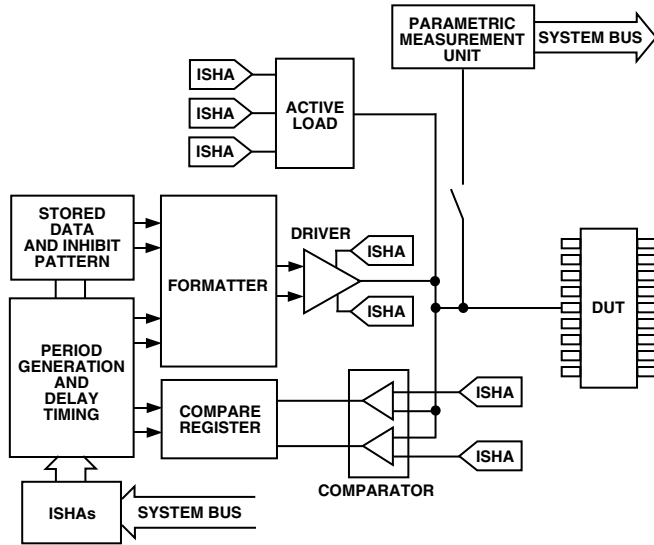 PARAMETRIC
MEASUREMENT
UNIT
SYSTEM BUS
ISHA
ISHA
ISHA
ACTIVE
LOAD
STORED
DATA
AND INHIBIT
PATTERN
FORMATTER
DRIVER
ISHA
ISHA
DUT
PERIOD
GENERATION
AND
DELAY
TIMING
COMPARE
REGISTER
ISHA
ISHA
COMPARATOR
ISHAs
SYSTEM BUS